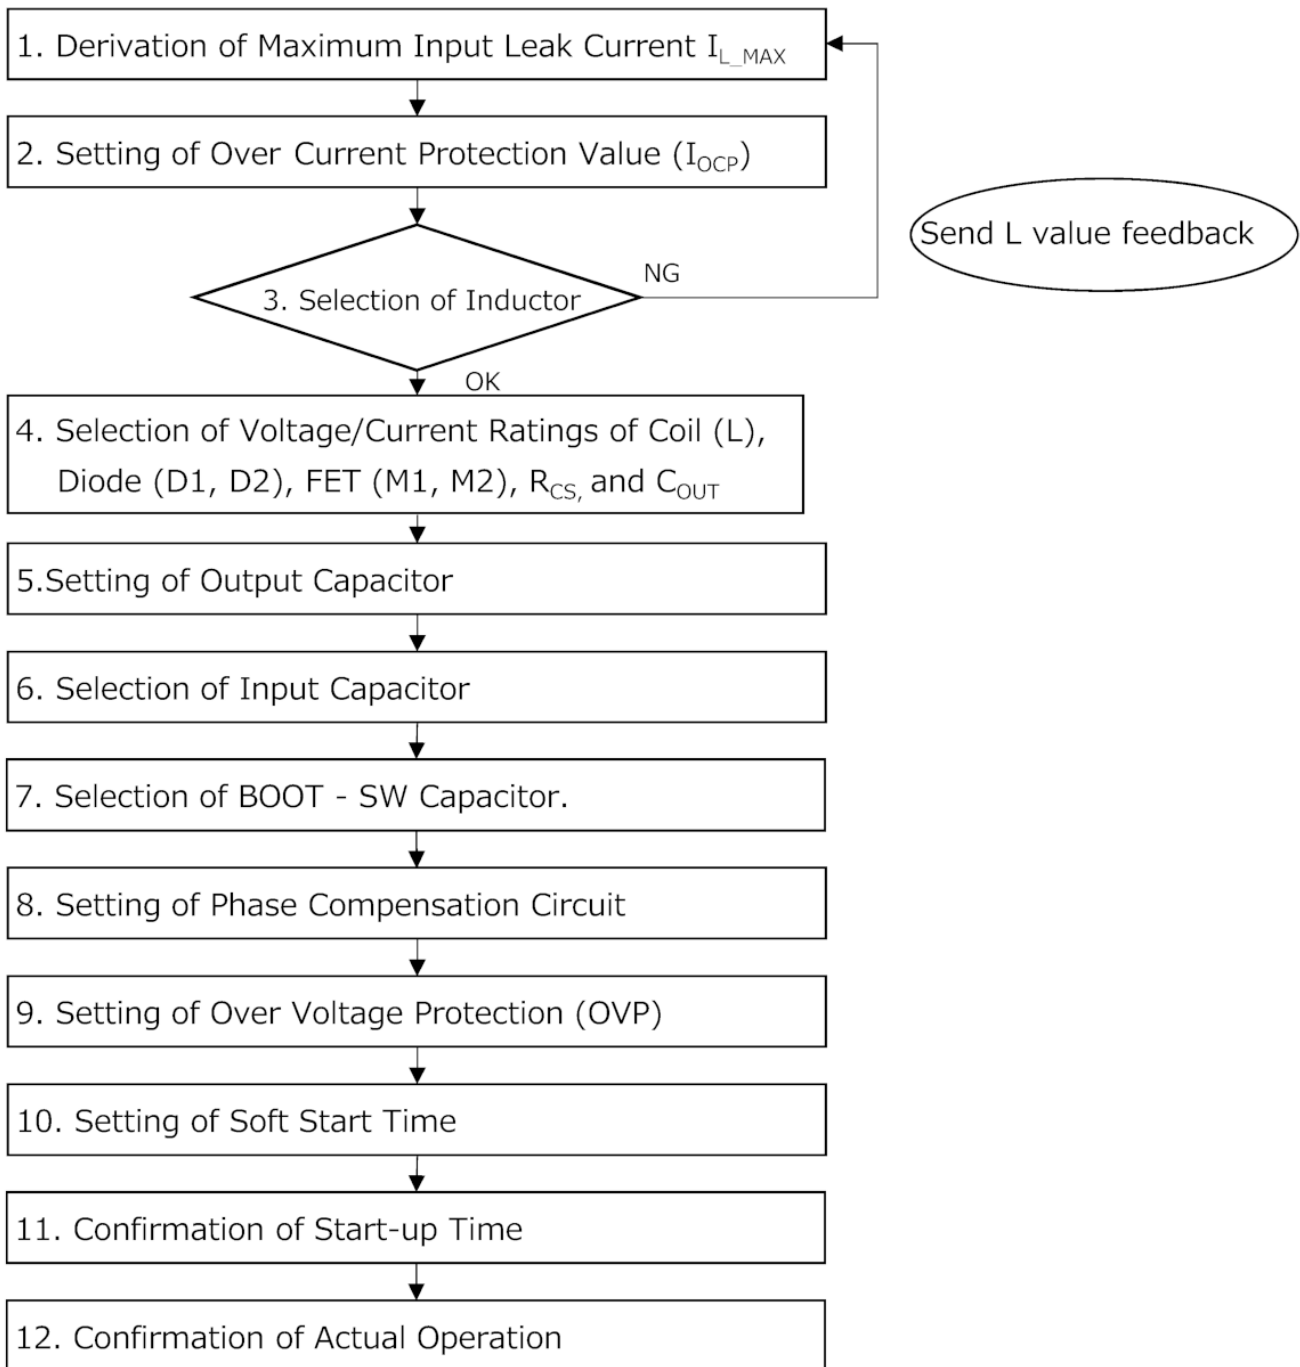 1. Derivation of Maximum Input Leak Current I_L_MAX
2. Setting of Over Current Protection Value (I_OCP)
Send L value feedback
NG
3. Selection of Inductor
OK
4. Selection of Voltage/Current Ratings of Coil (L),
Diode (D1, D2), FET (M1, M2), R_CS, and C_OUT
5.Setting of Output Capacitor
6. Selection of Input Capacitor
7. Selection of BOOT - SW Capacitor.
8. Setting of Phase Compensation Circuit
9. Setting of Over Voltage Protection (OVP)
10. Setting of Soft Start Time
11. Confirmation of Start-up Time
12. Confirmation of Actual Operation